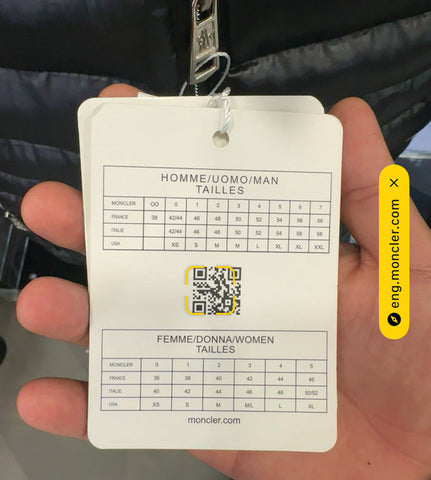 HOMME/UOMO/MAN
TAILLES
MONCLER OO 0 1 2 3 4 5 6 7
FRANCE 38 42/44 46 48 50 52 54 56 58
ITALIE 42/44 46 48 50 52 54 56 58
USA XS S M M L XL XL XXL
FEMME/DONNA/WOMEN
TAILLES
MONCLER 0 1 2 3 4 5
FRANCE 36 38 40 42 44 46
ITALIE 40 42 44 46 48 50/52
USA XS S M M/L L XL
moncler.com
eng.moncler.com ×